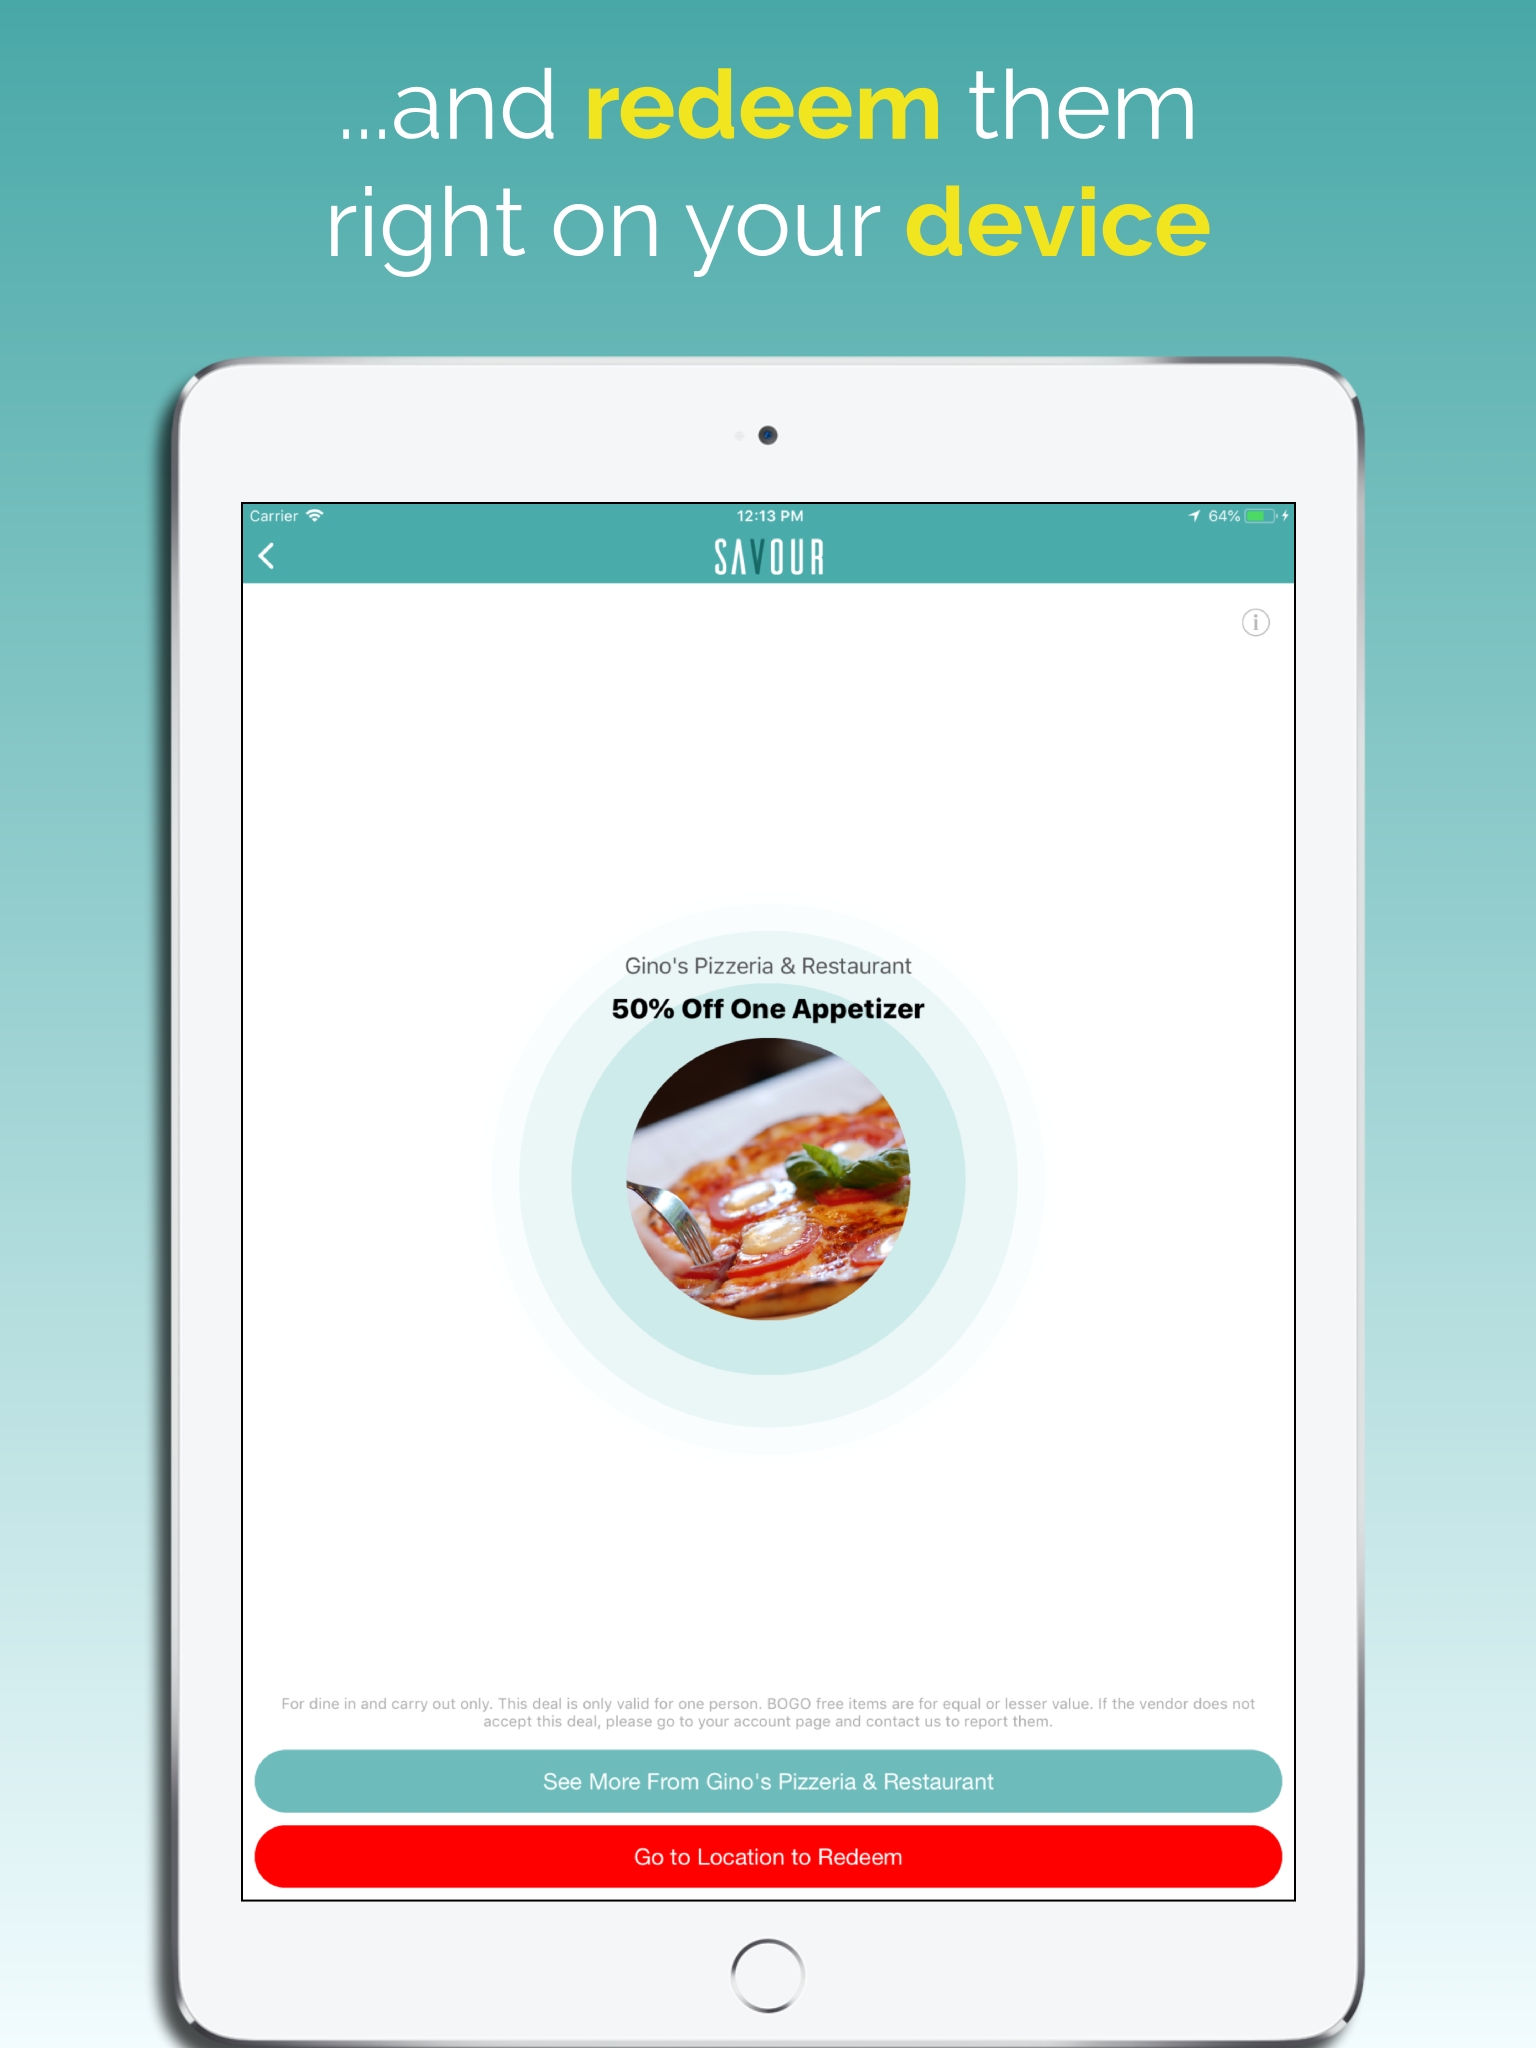 ...and redeem them
right on your device
Carrier
12:13 PM
64%
SAVOUR
i
Gino's Pizzeria & Restaurant
50% Off One Appetizer
For dine in and carry out only. This deal is only valid for one person. BOGO free items are for equal or lesser value. If the vendor does not
accept this deal, please go to your account page and contact us to report them.
See More From Gino's Pizzeria & Restaurant
Go to Location to Redeem